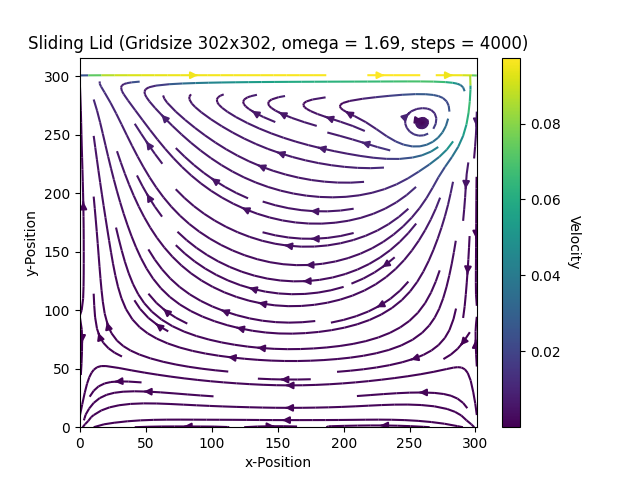 Sliding Lid (Gridsize 302x302, omega = 1.69, steps = 4000)
300
250
200
150
100
50
0
y-Position
0 50 100 150 200 250 300
x-Position
0.08
0.06
0.04
0.02
Velocity